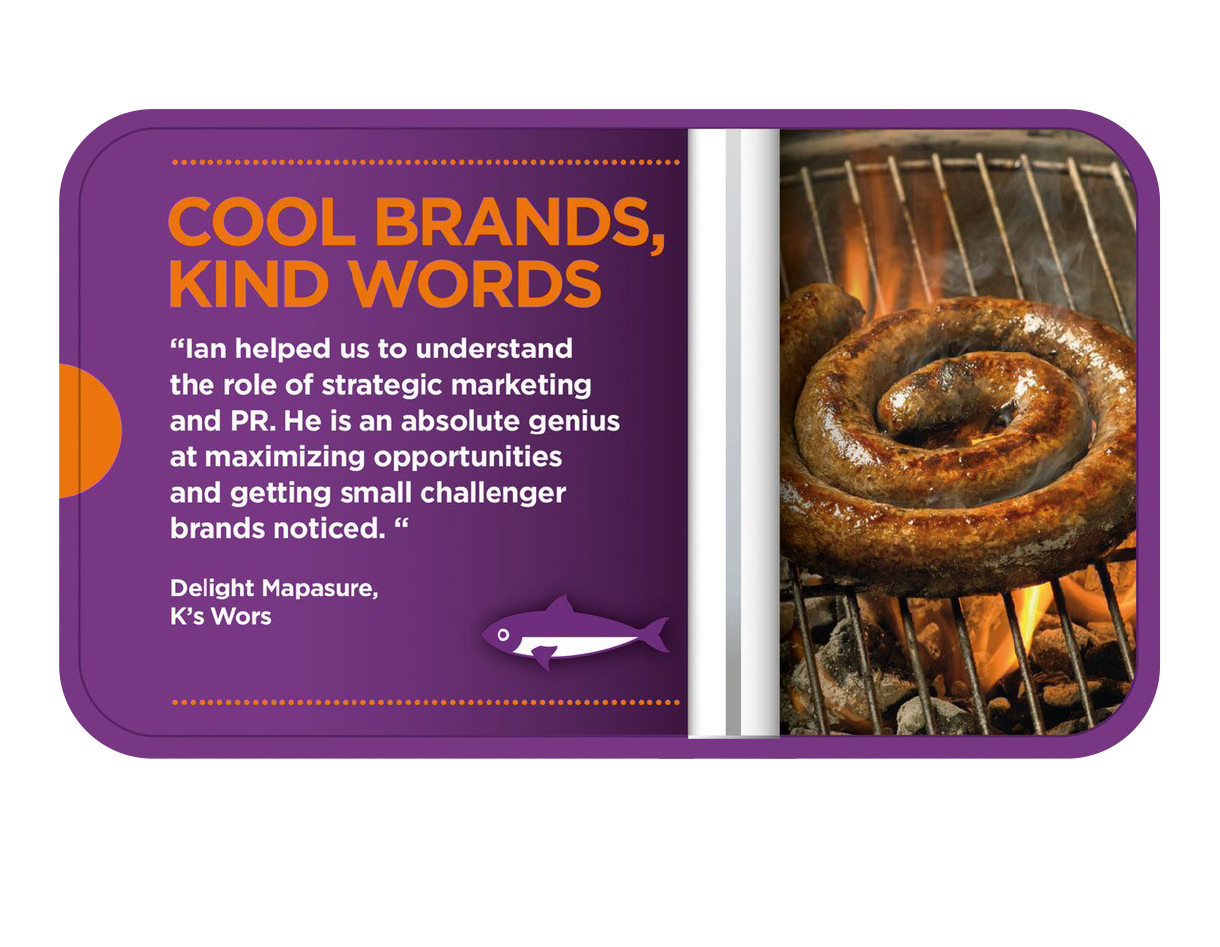 COOL BRANDS,
KIND WORDS
“Ian helped us to understand
the role of strategic marketing
and PR. He is an absolute genius
at maximizing opportunities
and getting small challenger
brands noticed. “
Delight Mapasure,
K’s Wors